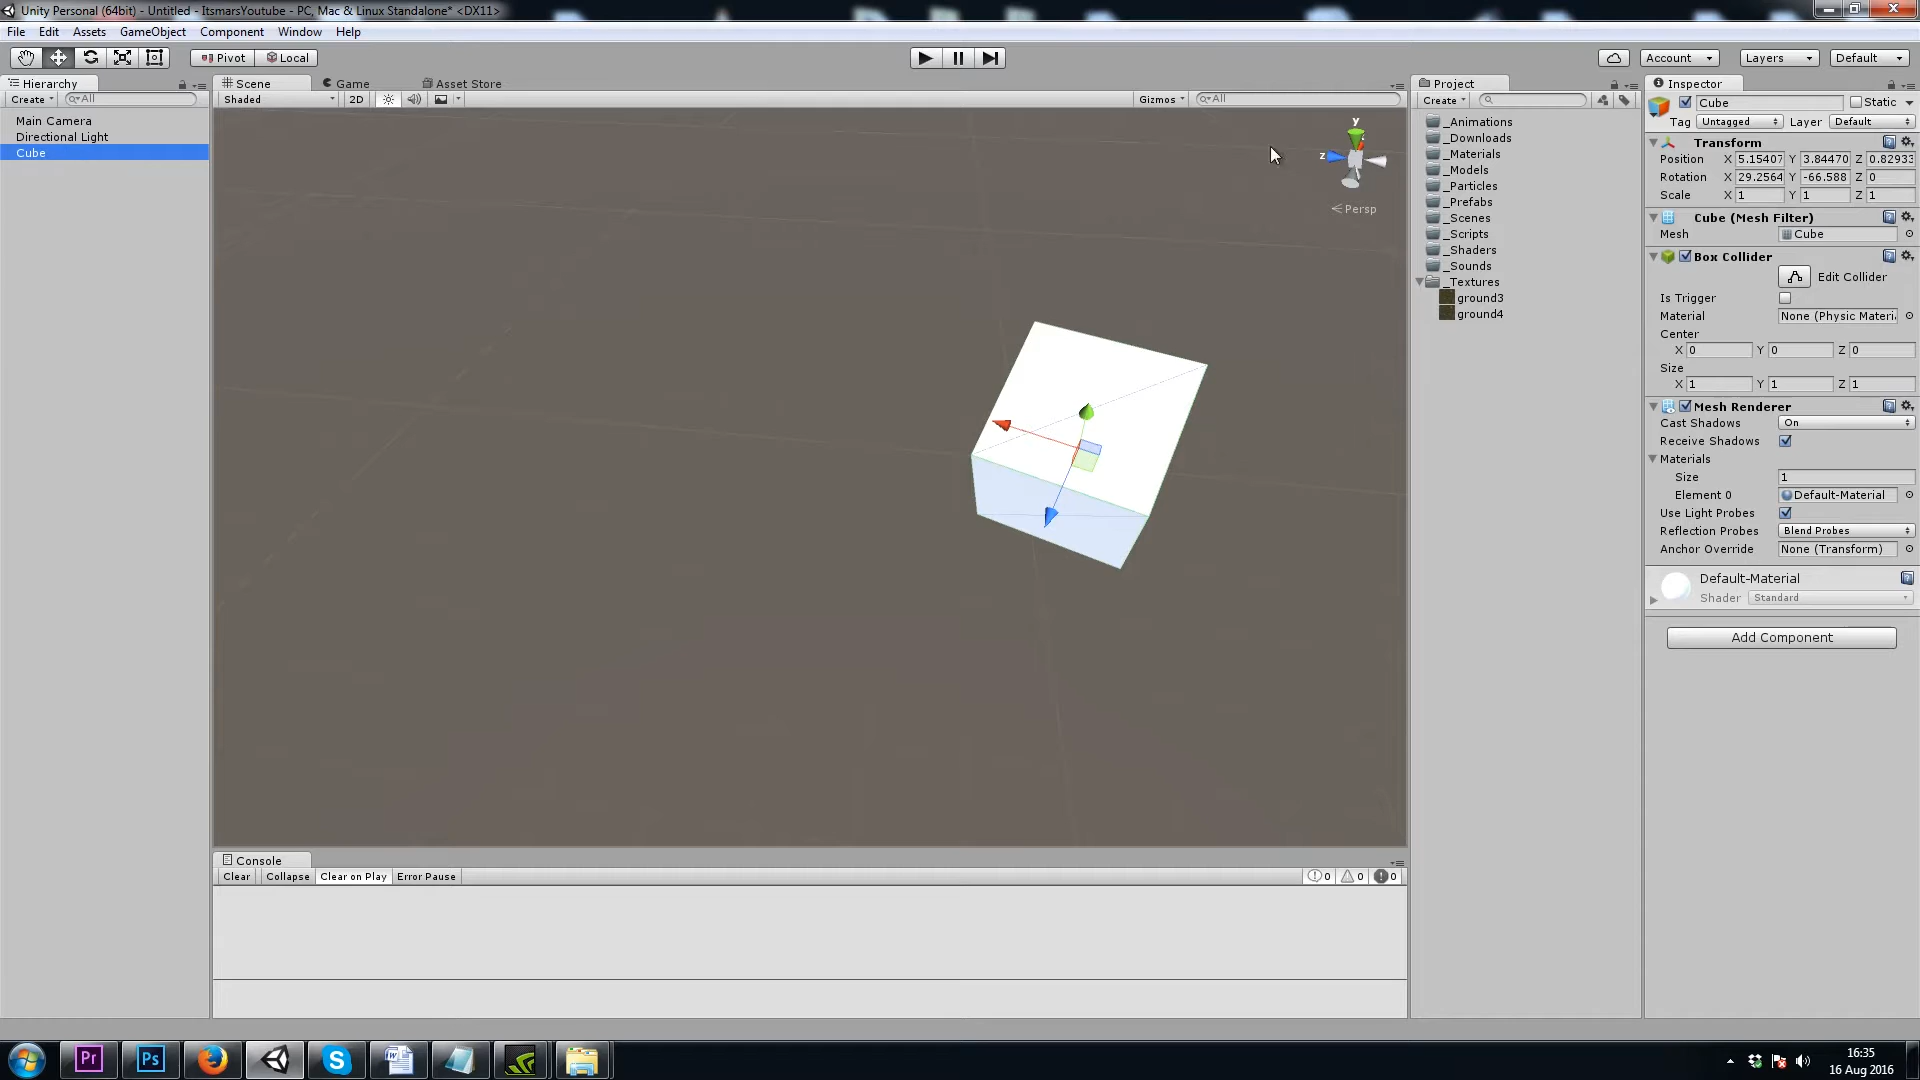 Unity Personal (64bit) - Untitled - ItsmarsYoutube - PC, Mac & Linux Standalone* <DX11>
File Edit Assets GameObject Component Window Help
Pivot Local Account Layers Default
Hierarchy
Create All
Main Camera
Directional Light
Cube
Scene Game Asset Store
Shaded 2D Gizmos All
y
z
Persp
Console
Clear Collapse Clear on Play Error Pause 0 0 0
Project
Create
_Animations
_Downloads
_Materials
_Models
_Particles
_Prefabs
_Scenes
_Scripts
_Shaders
_Sounds
_Textures
ground3
ground4
Inspector
Cube Static
Tag Untagged Layer Default
Transform
Position X 5.15407 Y 3.84470 Z 0.82933
Rotation X 29.2564 Y -66.588 Z 0
Scale X 1 Y 1 Z 1
Cube (Mesh Filter)
Mesh Cube
Box Collider
Edit Collider
Is Trigger
Material None (Physic Materi
Center
X 0 Y 0 Z 0
Size
X 1 Y 1 Z 1
Mesh Renderer
Cast Shadows On
Receive Shadows
Materials
Size 1
Element 0 Default-Material
Use Light Probes
Reflection Probes Blend Probes
Anchor Override None (Transform)
Default-Material
Shader Standard
Add Component
Pr Ps S W
16:35
16 Aug 2016